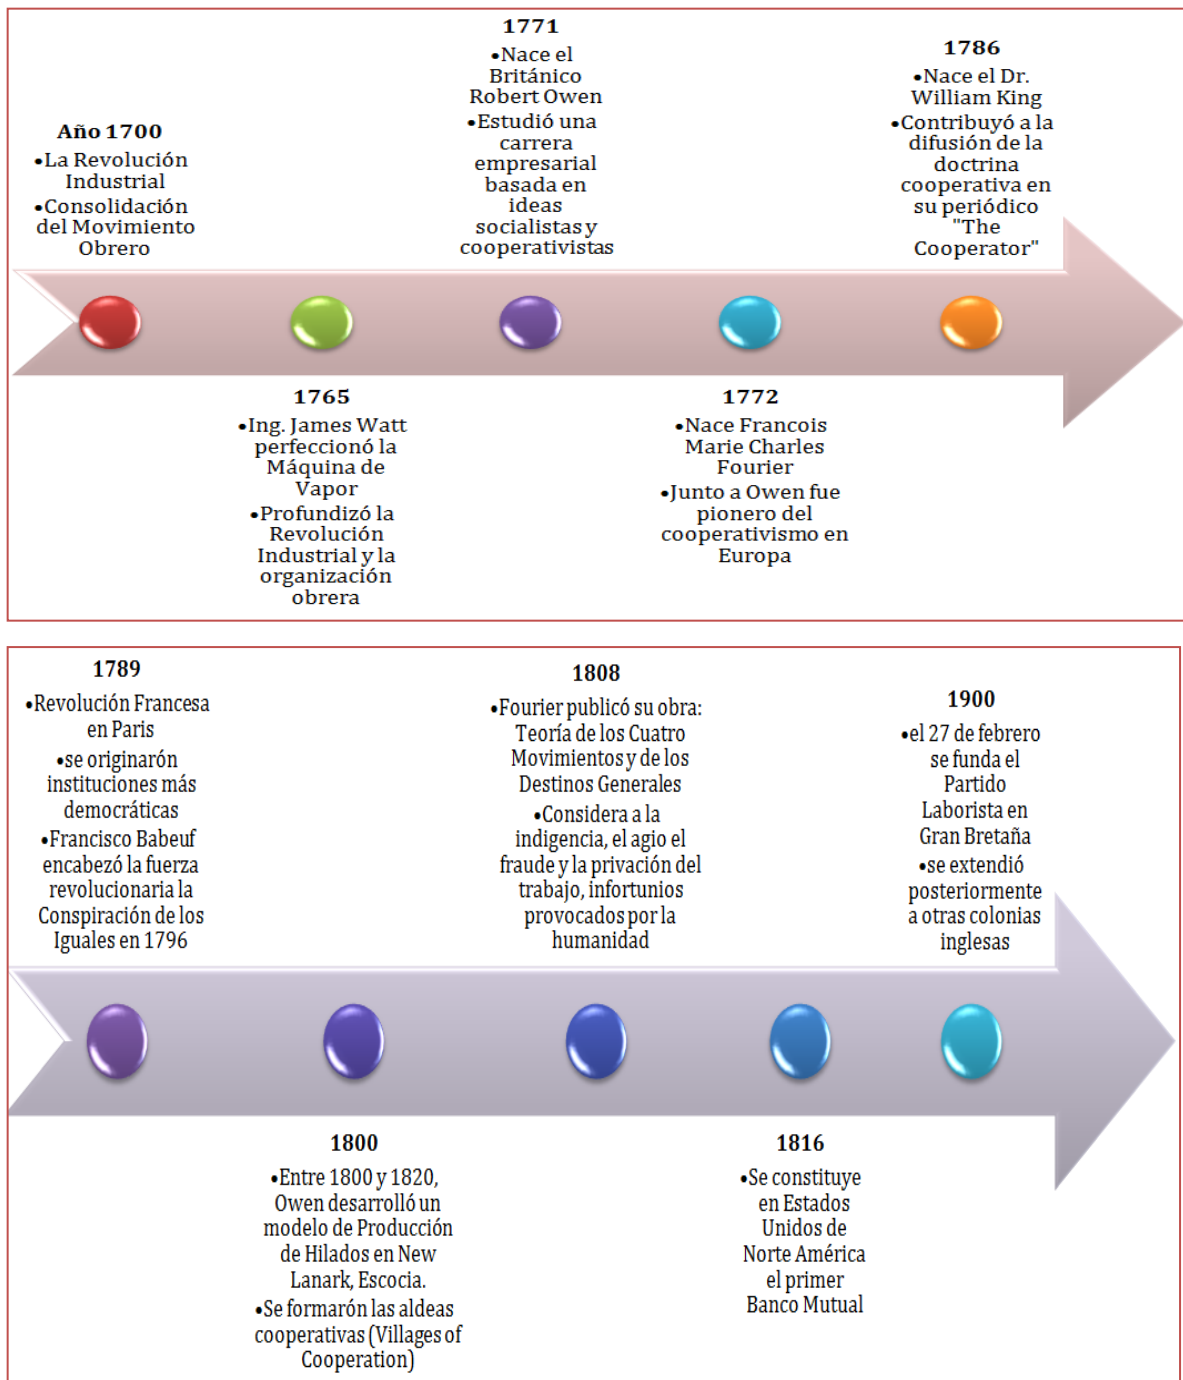 Año 1700
•La Revolución
Industrial
•Consolidación
del Movimiento
Obrero
1765
•Ing. James Watt
perfeccionó la
Máquina de
Vapor
•Profundizó la
Revolución
Industrial y la
organización
obrera
1771
•Nace el
Británico
Robert Owen
•Estudió una
carrera
empresarial
basada en
ideas
socialistas y
cooperativistas
1772
•Nace Francois
Marie Charles
Fourier
•Junto a Owen fue
pionero del
cooperativismo en
Europa
1786
•Nace el Dr.
William King
•Contribuyó a la
difusión de la
doctrina
cooperativa en
su periódico
"The
Cooperator"
1789
•Revolución Francesa
en Paris
•se originarón
instituciones más
democráticas
•Francisco Babeuf
encabezó la fuerza
revolucionaria la
Conspiración de los
Iguales en 1796
1800
•Entre 1800 y 1820,
Owen desarrolló un
modelo de Producción
de Hilados en New
Lanark, Escocia.
•Se formarón las aldeas
cooperativas (Villages of
Cooperation)
1808
•Fourier publicó su obra:
Teoría de los Cuatro
Movimientos y de los
Destinos Generales
•Considera a la
indigencia, el agio el
fraude y la privación del
trabajo, infortunios
provocados por la
humanidad
1816
•Se constituye
en Estados
Unidos de
Norte América
el primer
Banco Mutual
1900
•el 27 de febrero
se funda el
Partido
Laborista en
Gran Bretaña
•se extendió
posteriormente
a otras colonias
inglesas